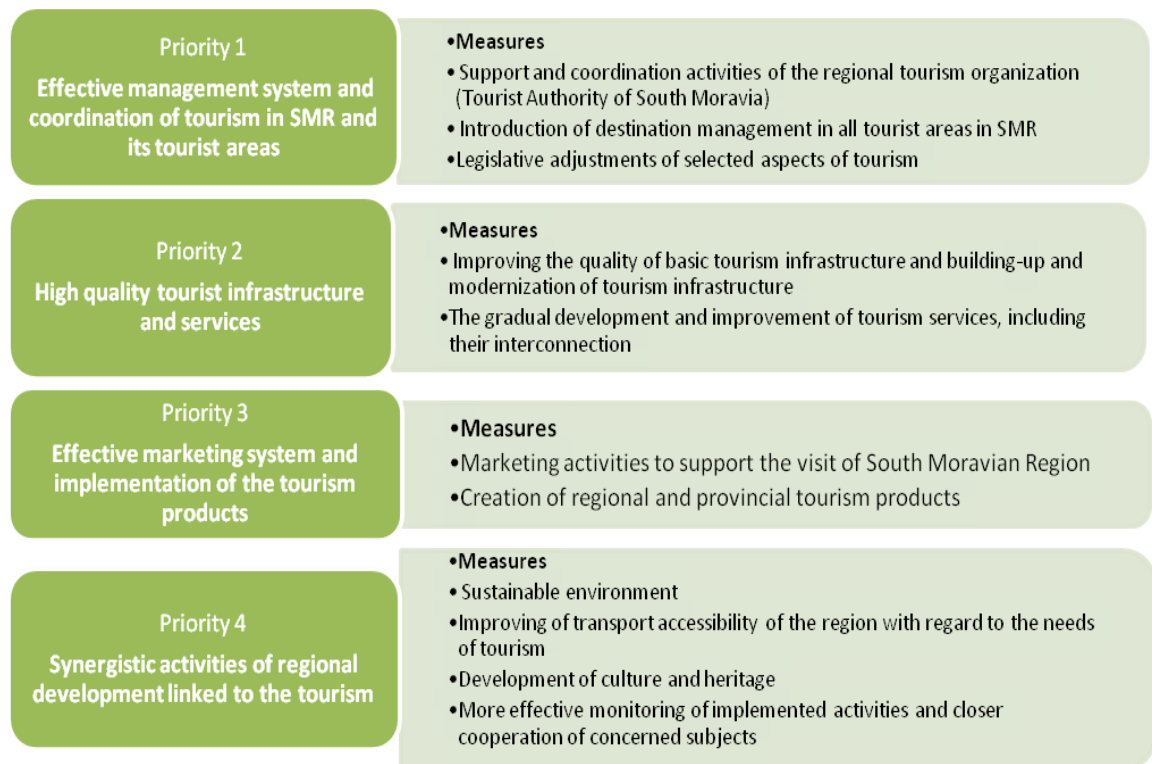 Priority 1
Effective management system and
coordination of tourism in SMR and
its tourist areas
•Measures
•Support and coordination activities of the regional tourism organization
(Tourist Authority of South Moravia)
•Introduction of destination management in all tourist areas in SMR
•Legislative adjustments of selected aspects of tourism
Priority 2
High quality tourist infrastructure
and services
•Measures
• Improving the quality of basic tourism infrastructure and building-up and
modernization of tourism infrastructure
•The gradual development and improvement of tourism services, including
their interconnection
Priority 3
Effective marketing system and
implementation of the tourism
products
•Measures
•Marketing activities to support the visit of South Moravian Region
•Creation of regional and provincial tourism products
Priority 4
Synergistic activities of regional
development linked to the tourism
•Measures
• Sustainable environment
•Improving of transport accessibility of the region with regard to the needs
of tourism
•Development of culture and heritage
•More effective monitoring of implemented activities and closer
cooperation of concerned subjects